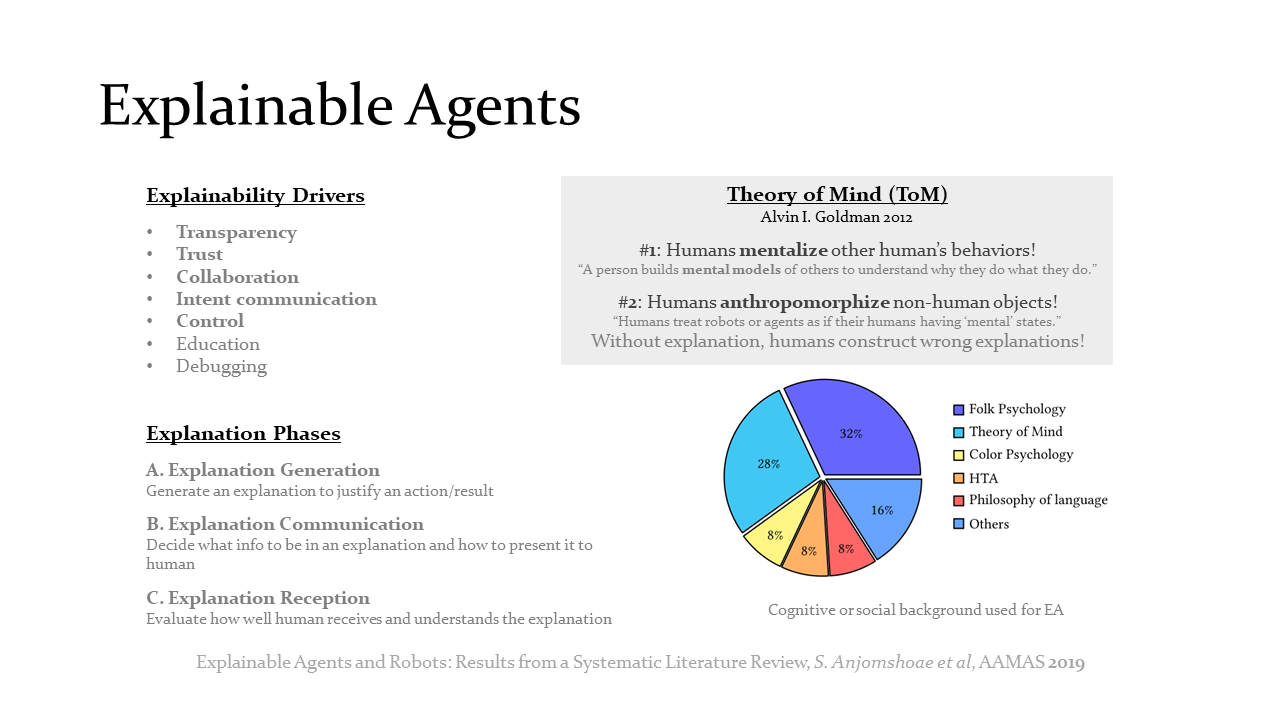 Explainable Agents
Explainability Drivers
• Transparency
• Trust
• Collaboration
• Intent communication
• Control
• Education
• Debugging
Explanation Phases
A. Explanation Generation
Generate an explanation to justify an action/result
B. Explanation Communication
Decide what info to be in an explanation and how to present it to
human
C. Explanation Reception
Evaluate how well human receives and understands the explanation
Theory of Mind (ToM)
Alvin I. Goldman 2012
#1: Humans mentalize other human's behaviors!
“A person builds mental models of others to understand why they do what they do.”
#2: Humans anthropomorphize non-human objects!
“Humans treat robots or agents as if their humans having ‘mental’ states.”
Without explanation, humans construct wrong explanations!
32%
28%
16%
8%
8%
8%
Folk Psychology
Theory of Mind
Color Psychology
HTA
Philosophy of language
Others
Cognitive or social background used for EA
Explainable Agents and Robots: Results from a Systematic Literature Review, S. Anjomshoae et al, AAMAS 2019